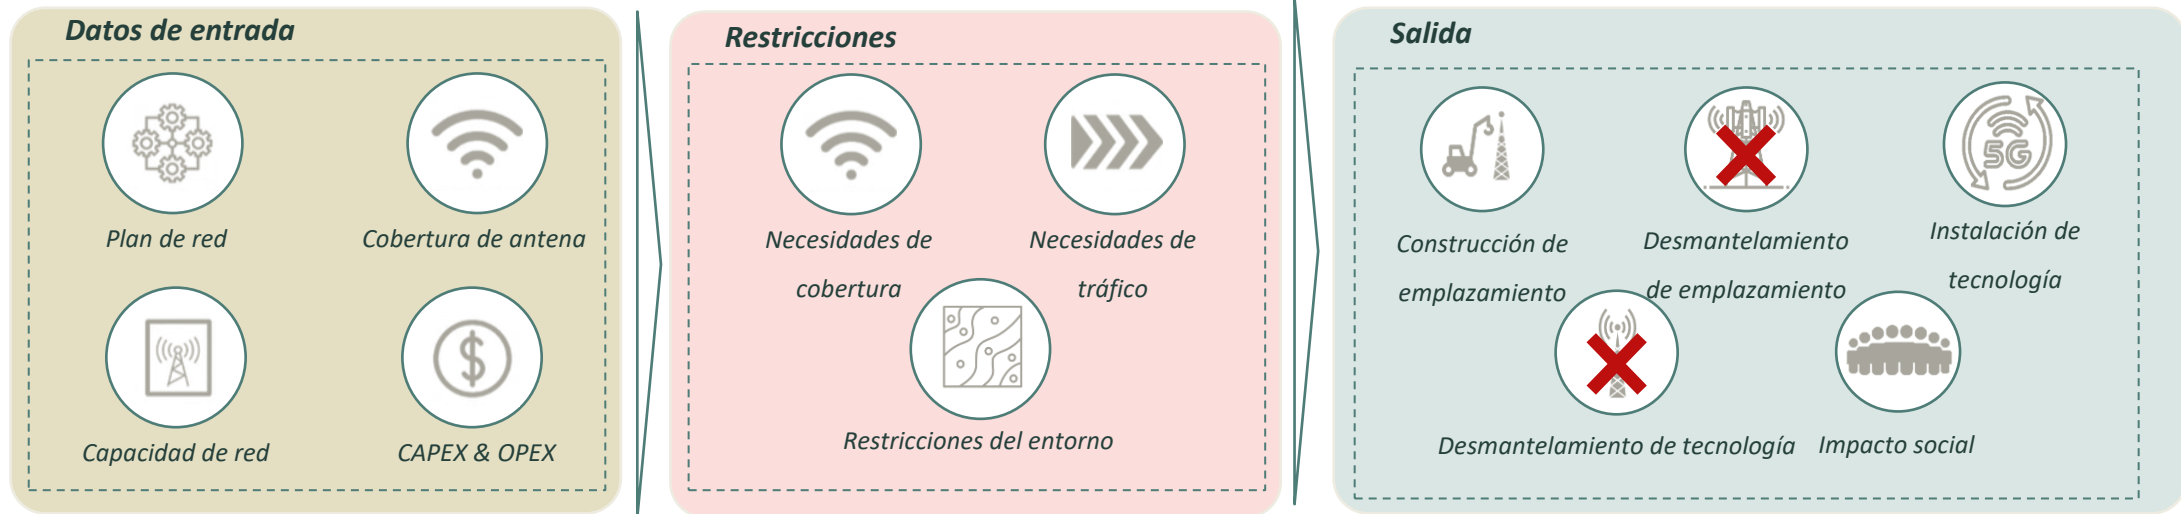 Datos de entrada
Plan de red
Cobertura de antena
Capacidad de red
CAPEX & OPEX
Restricciones
Necesidades de
cobertura
Necesidades de
tráfico
Restricciones del entorno
Salida
Construcción de
emplazamiento
Desmantelamiento
de emplazamiento
5G
Instalación de
tecnología
Desmantelamiento de tecnología
Impacto social